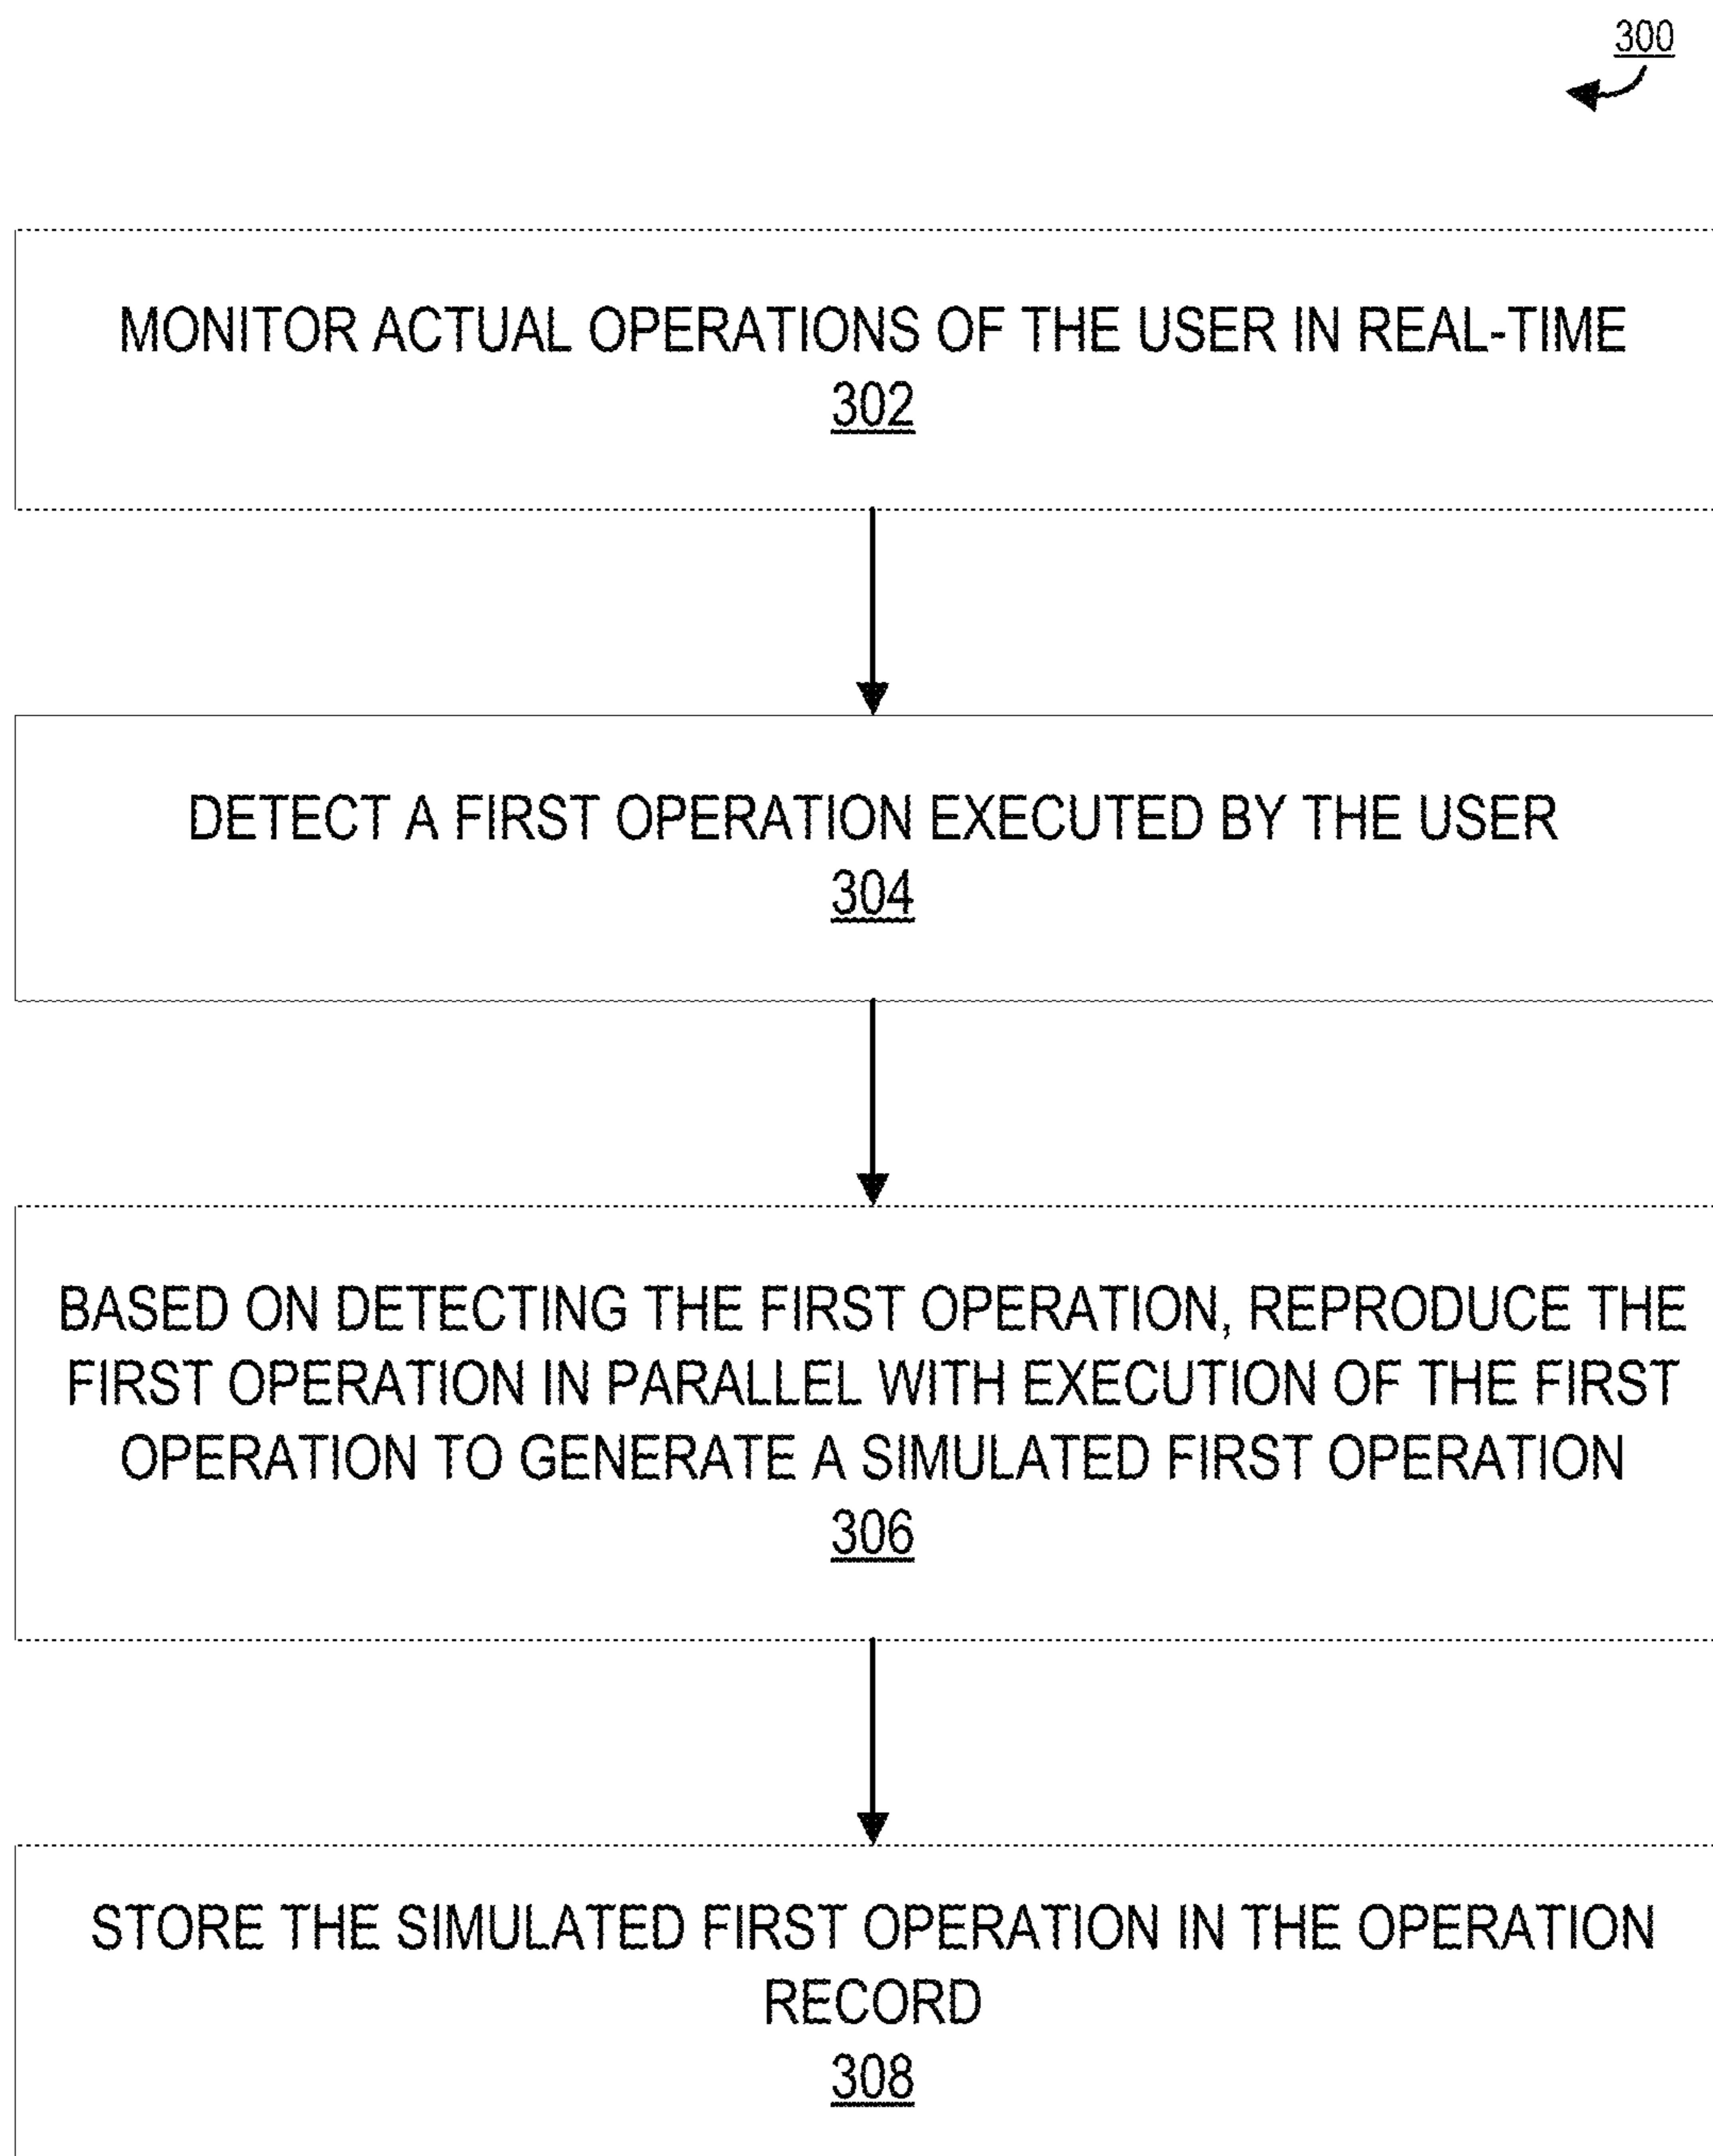 300
MONITOR ACTUAL OPERATIONS OF THE USER IN REAL-TIME
302
DETECT A FIRST OPERATION EXECUTED BY THE USER
304
BASED ON DETECTING THE FIRST OPERATION, REPRODUCE THE
FIRST OPERATION IN PARALLEL WITH EXECUTION OF THE FIRST
OPERATION TO GENERATE A SIMULATED FIRST OPERATION
306
STORE THE SIMULATED FIRST OPERATION IN THE OPERATION
RECORD
308